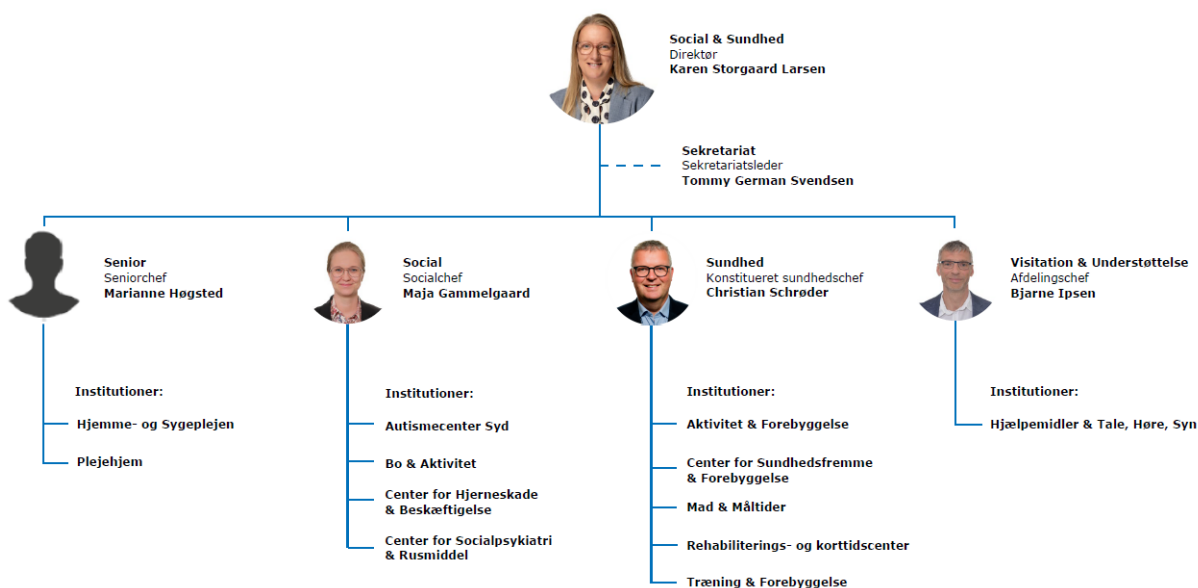 Social & Sundhed
Direktør
Karen Storgaard Larsen
Sekretariat
Sekretariatsleder
Tommy German Svendsen
Senior
Seniorchef
Marianne Høgsted
Social
Socialchef
Maja Gammelgaard
Sundhed
Konstitueret sundhedschef
Christian Schrøder
Visitation & Understøttelse
Afdelingschef
Bjarne Ipsen
Institutioner:
Hjemme- og Sygeplejen
Plejehjem
Institutioner:
Autismecenter Syd
Bo & Aktivitet
Center for Hjerneskade
& Beskæftigelse
Center for Socialpsykiatri
& Rusmiddel
Institutioner:
Aktivitet & Forebyggelse
Center for Sundhedsfremme
& Forebyggelse
Mad & Måltider
Rehabiliterings- og korttidscenter
Træning & Forebyggelse
Institutioner:
Hjælpemidler & Tale, Høre, Syn